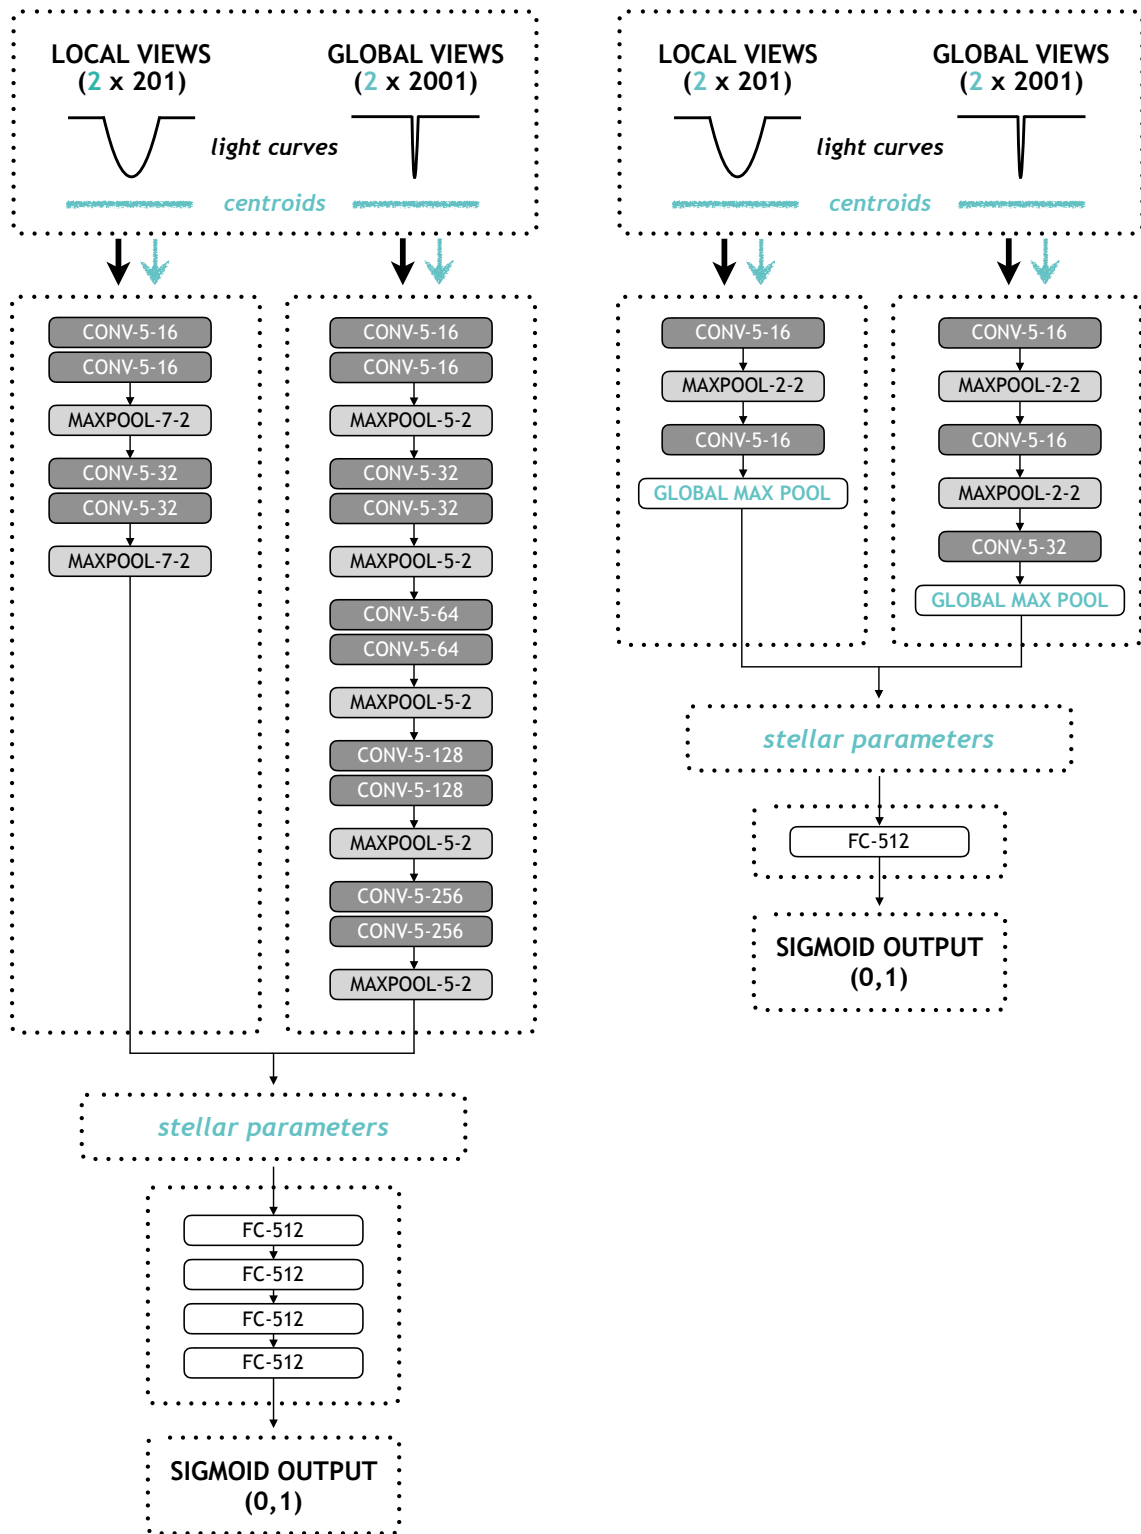 LOCAL VIEWS
(2 x 201)
GLOBAL VIEWS
(2 x 2001)
light curves
centroids
CONV-5-16
CONV-5-16
MAXPOOL-7-2
CONV-5-32
CONV-5-32
MAXPOOL-7-2
CONV-5-16
CONV-5-16
MAXPOOL-5-2
CONV-5-32
CONV-5-32
MAXPOOL-5-2
CONV-5-64
CONV-5-64
MAXPOOL-5-2
CONV-5-128
CONV-5-128
MAXPOOL-5-2
CONV-5-256
CONV-5-256
MAXPOOL-5-2
stellar parameters
FC-512
FC-512
FC-512
FC-512
SIGMOID OUTPUT
(0,1)
LOCAL VIEWS
(2 x 201)
GLOBAL VIEWS
(2 x 2001)
light curves
centroids
CONV-5-16
MAXPOOL-2-2
CONV-5-16
GLOBAL MAX POOL
CONV-5-16
MAXPOOL-2-2
CONV-5-16
MAXPOOL-2-2
CONV-5-32
GLOBAL MAX POOL
stellar parameters
FC-512
SIGMOID OUTPUT
(0,1)